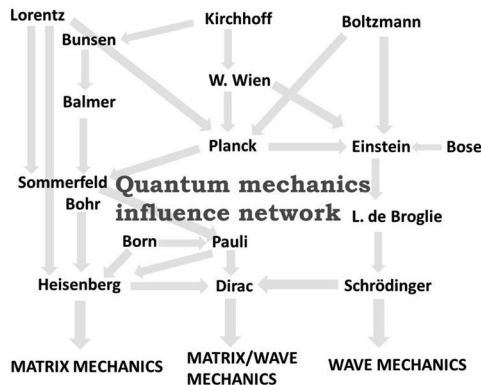 Lorentz
Kirchhoff
Boltzmann
Bunsen
W. Wien
Balmer
Planck
Einstein
Bose
Sommerfeld
Bohr
Quantum mechanics
influence network
L. de Broglie
Born
Pauli
Heisenberg
Dirac
Schrödinger
MATRIX MECHANICS
MATRIX/WAVE
MECHANICS
WAVE MECHANICS